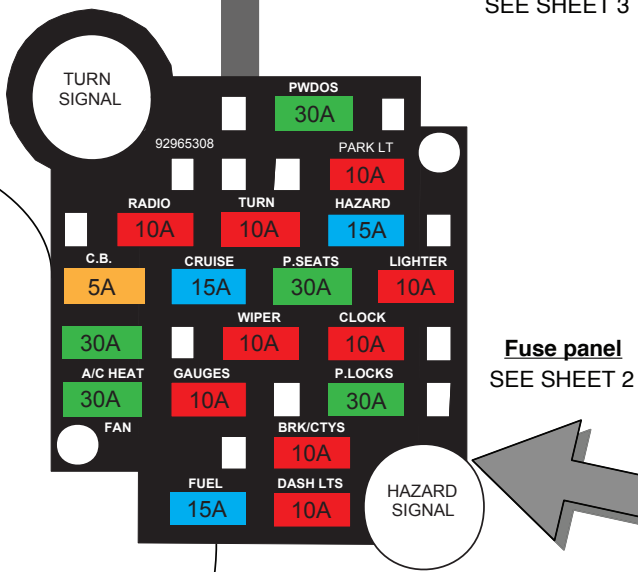 SEE SHEET 3
TURN
SIGNAL
PWDOS
30A
92965308
PARK LT
10A
RADIO
TURN
HAZARD
10A
10A
15A
C.B.
CRUISE
P.SEATS
LIGHTER
5A
15A
30A
10A
WIPER
CLOCK
30A
10A
10A
Fuse panel
SEE SHEET 2
A/C HEAT
GAUGES
P.LOCKS
30A
10A
30A
FAN
BRK/CTYS
10A
FUEL
DASH LTS
15A
10A
HAZARD
SIGNAL